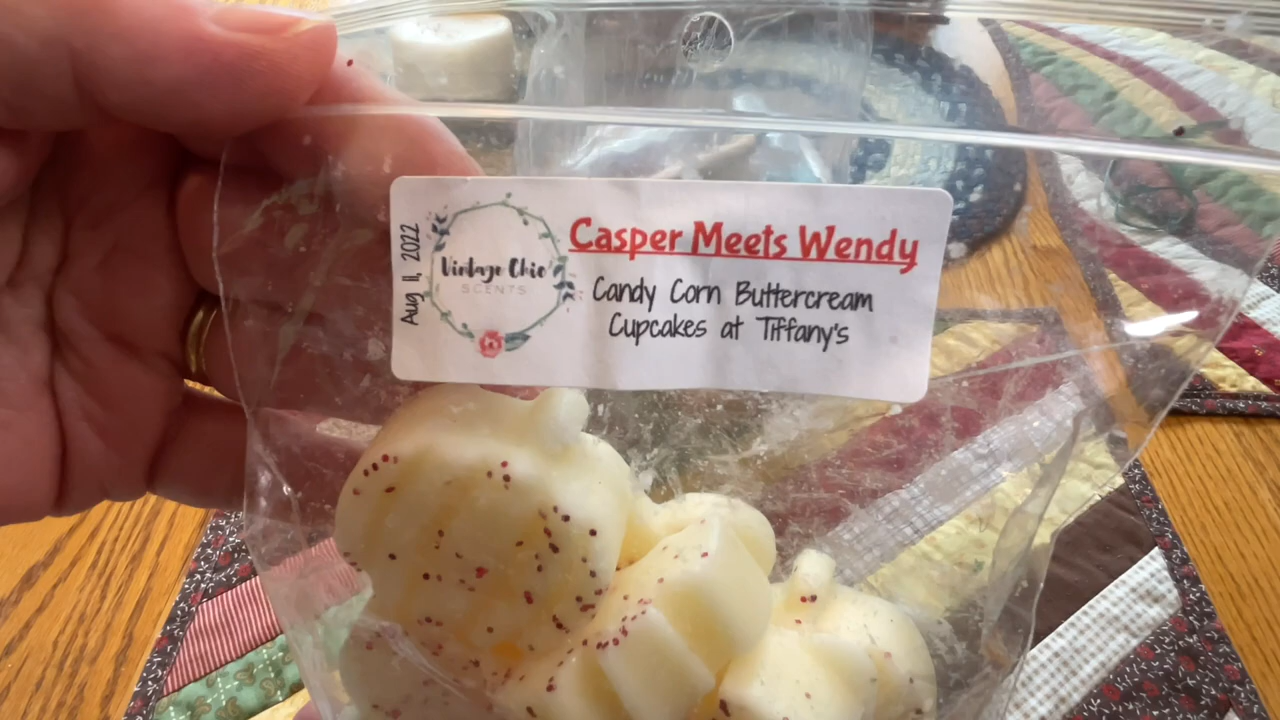 Aug 11, 2022
Vintage Chic
SCENTS
Casper Meets Wendy
Candy Corn Buttercream
Cupcakes at Tiffany's